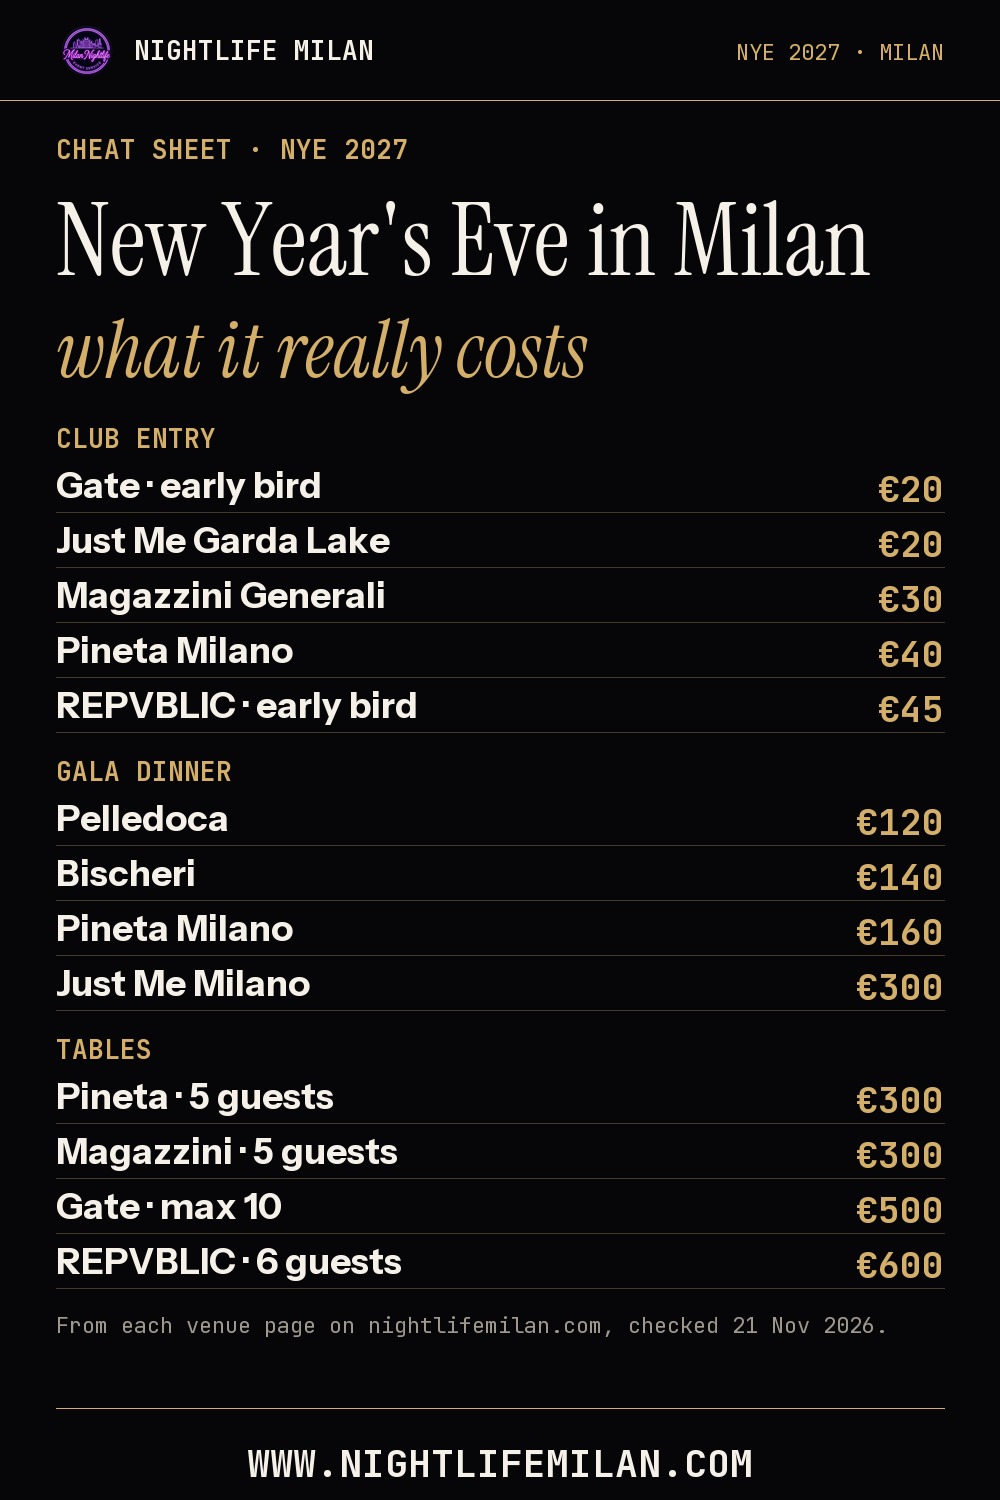 Milan Nightlife
NIGHTLIFE MILAN
NYE 2027 · MILAN
CHEAT SHEET · NYE 2027
New Year's Eve in Milan
what it really costs
CLUB ENTRY
Gate · early bird €20
Just Me Garda Lake €20
Magazzini Generali €30
Pineta Milano €40
REPVBLIC · early bird €45
GALA DINNER
Pelledoca €120
Bischeri €140
Pineta Milano €160
Just Me Milano €300
TABLES
Pineta · 5 guests €300
Magazzini · 5 guests €300
Gate · max 10 €500
REPVBLIC · 6 guests €600
From each venue page on nightlifemilan.com, checked 21 Nov 2026.
WWW.NIGHTLIFEMILAN.COM